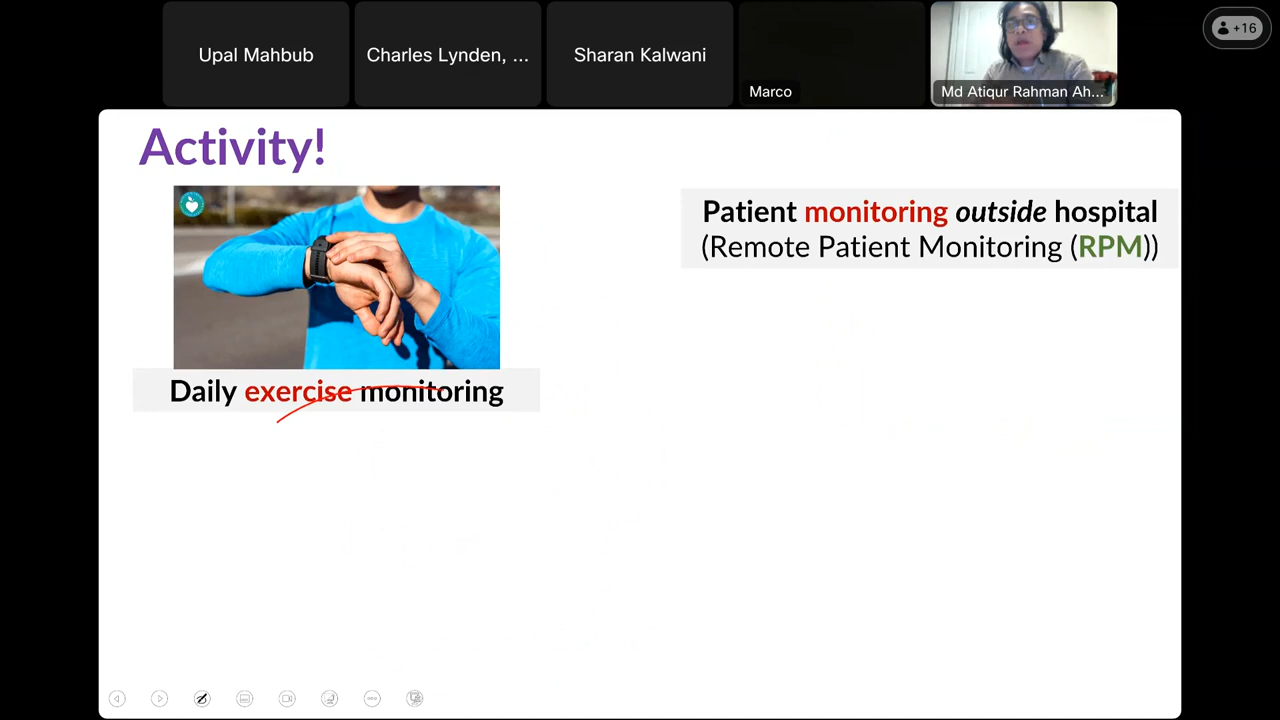 Upal Mahbub
Charles Lynden, ...
Sharan Kalwani
Marco
Md Atiqur Rahman Ah...
+16
Activity!
Patient monitoring outside hospital
(Remote Patient Monitoring (RPM))
Daily exercise monitoring